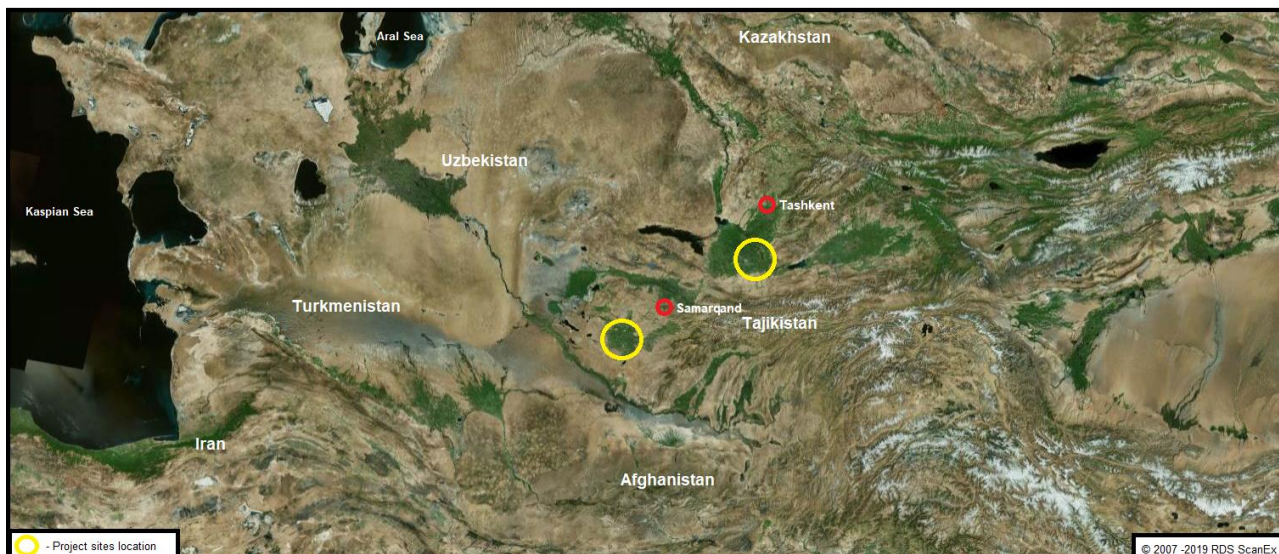 Aral Sea
Kazakhstan
Uzbekistan
Kaspian Sea
Tashkent
Turkmenistan
Samarqand
Tajikistan
Iran
Afghanistan
- Project sites location
© 2007 -2019 RDS ScanEx